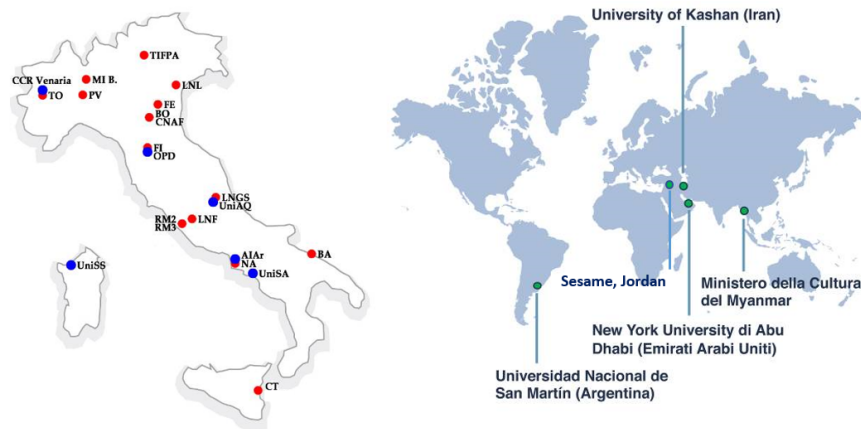 TIFPA
CCR Venaria
MI B.
LNL
TO
PV
FE
BO
CNAF
FI
OPD
LNGS
UniAQ
RM2
RM3
LNF
AIAr
NA
BA
UniSS
UniSA
CT
University of Kashan (Iran)
Sesame, Jordan
Ministero della Cultura
del Myanmar
New York University di Abu
Dhabi (Emirati Arabi Uniti)
Universidad Nacional de
San Martín (Argentina)